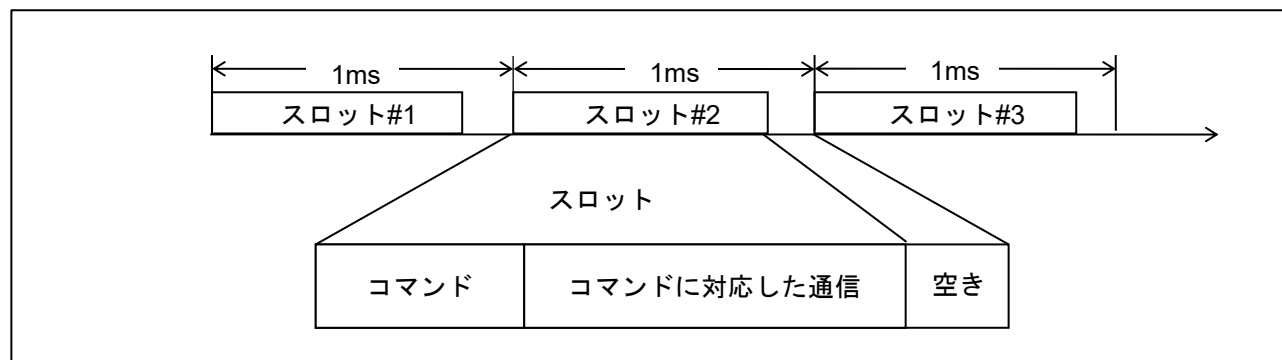 1ms 1ms 1ms
スロット#1 スロット#2 スロット#3
スロット
コマンド コマンドに対応した通信 空き